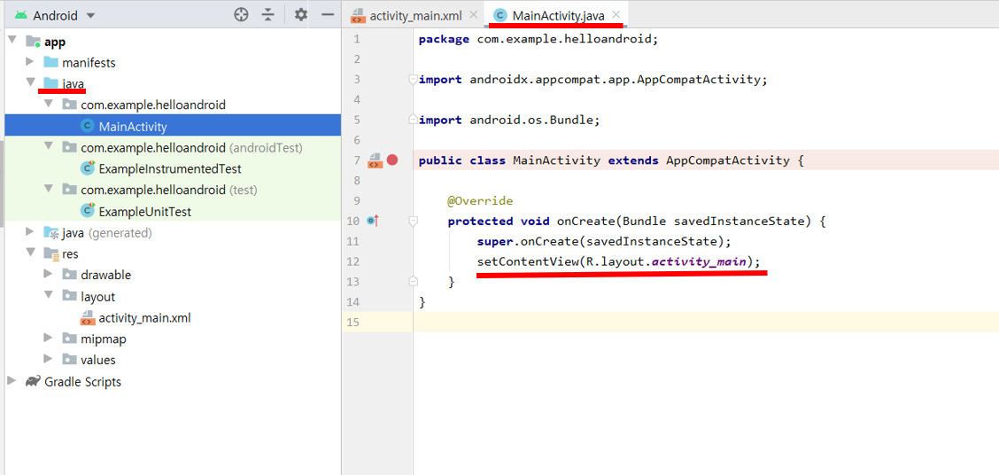 Android
app
manifests
java
com.example.helloandroid
MainActivity
com.example.helloandroid (androidTest)
ExampleInstrumentedTest
com.example.helloandroid (test)
ExampleUnitTest
java (generated)
res
drawable
layout
activity_main.xml
mipmap
values
Gradle Scripts
activity_main.xml
MainActivity.java
1 package com.example.helloandroid;
2
3 import androidx.appcompat.app.AppCompatActivity;
4
5 import android.os.Bundle;
6
7 public class MainActivity extends AppCompatActivity {
8
9 @Override
10 protected void onCreate(Bundle savedInstanceState) {
11 super.onCreate(savedInstanceState);
12 setContentView(R.layout.activity_main);
13 }
14 }
15